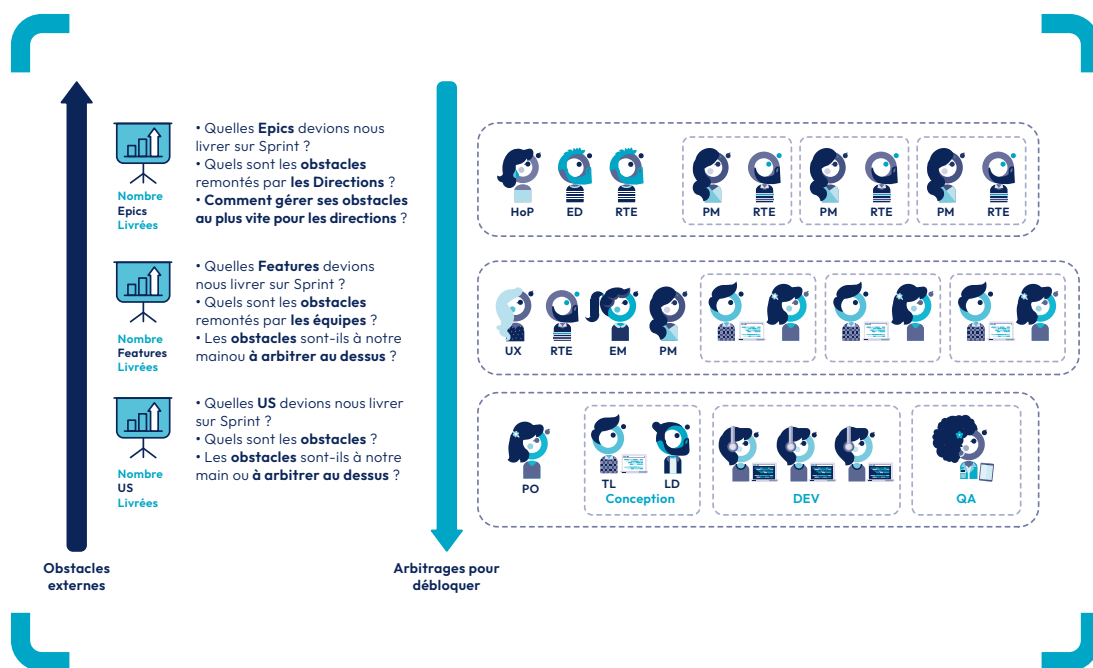 Nombre
Epics
Livrées
• Quelles Epics devions nous
livrer sur Sprint ?
• Quels sont les obstacles
remontés par les Directions ?
• Comment gérer ses obstacles
au plus vite pour les directions ?
HoP
ED
RTE
PM
RTE
PM
RTE
PM
RTE
Nombre
Features
Livrées
• Quelles Features devions
nous livrer sur Sprint ?
• Quels sont les obstacles
remontés par les équipes ?
• Les obstacles sont-ils à notre
mainou à arbitrer au dessus ?
UX
RTE
EM
PM
Nombre
US
Livrées
• Quelles US devions nous livrer
sur Sprint ?
• Quels sont les obstacles ?
• Les obstacles sont-ils à notre
main ou à arbitrer au dessus ?
PO
TL
LD
Conception
DEV
QA
Obstacles
externes
Arbitrages pour
débloquer